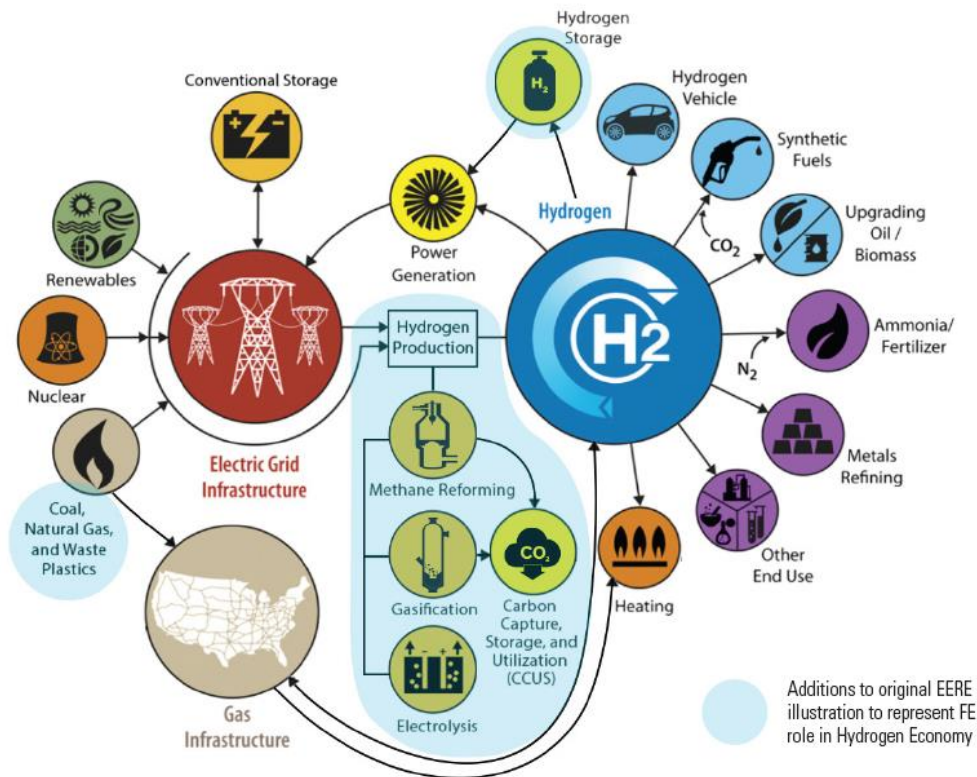 Hydrogen
Storage
H₂
Conventional Storage
Hydrogen
Vehicle
Synthetic
Fuels
CO₂
Upgrading
Oil /
Biomass
Renewables
Power
Generation
Hydrogen
H2
Hydrogen
Production
Ammonia/
Fertilizer
N₂
Nuclear
Electric Grid
Infrastructure
Methane Reforming
Metals
Refining
Coal,
Natural Gas,
and Waste
Plastics
CO₂
Gasification
Carbon
Capture,
Storage, and
Utilization
(CCUS)
Heating
Other
End Use
Electrolysis
Gas
Infrastructure
Additions to original EERE
illustration to represent FE
role in Hydrogen Economy